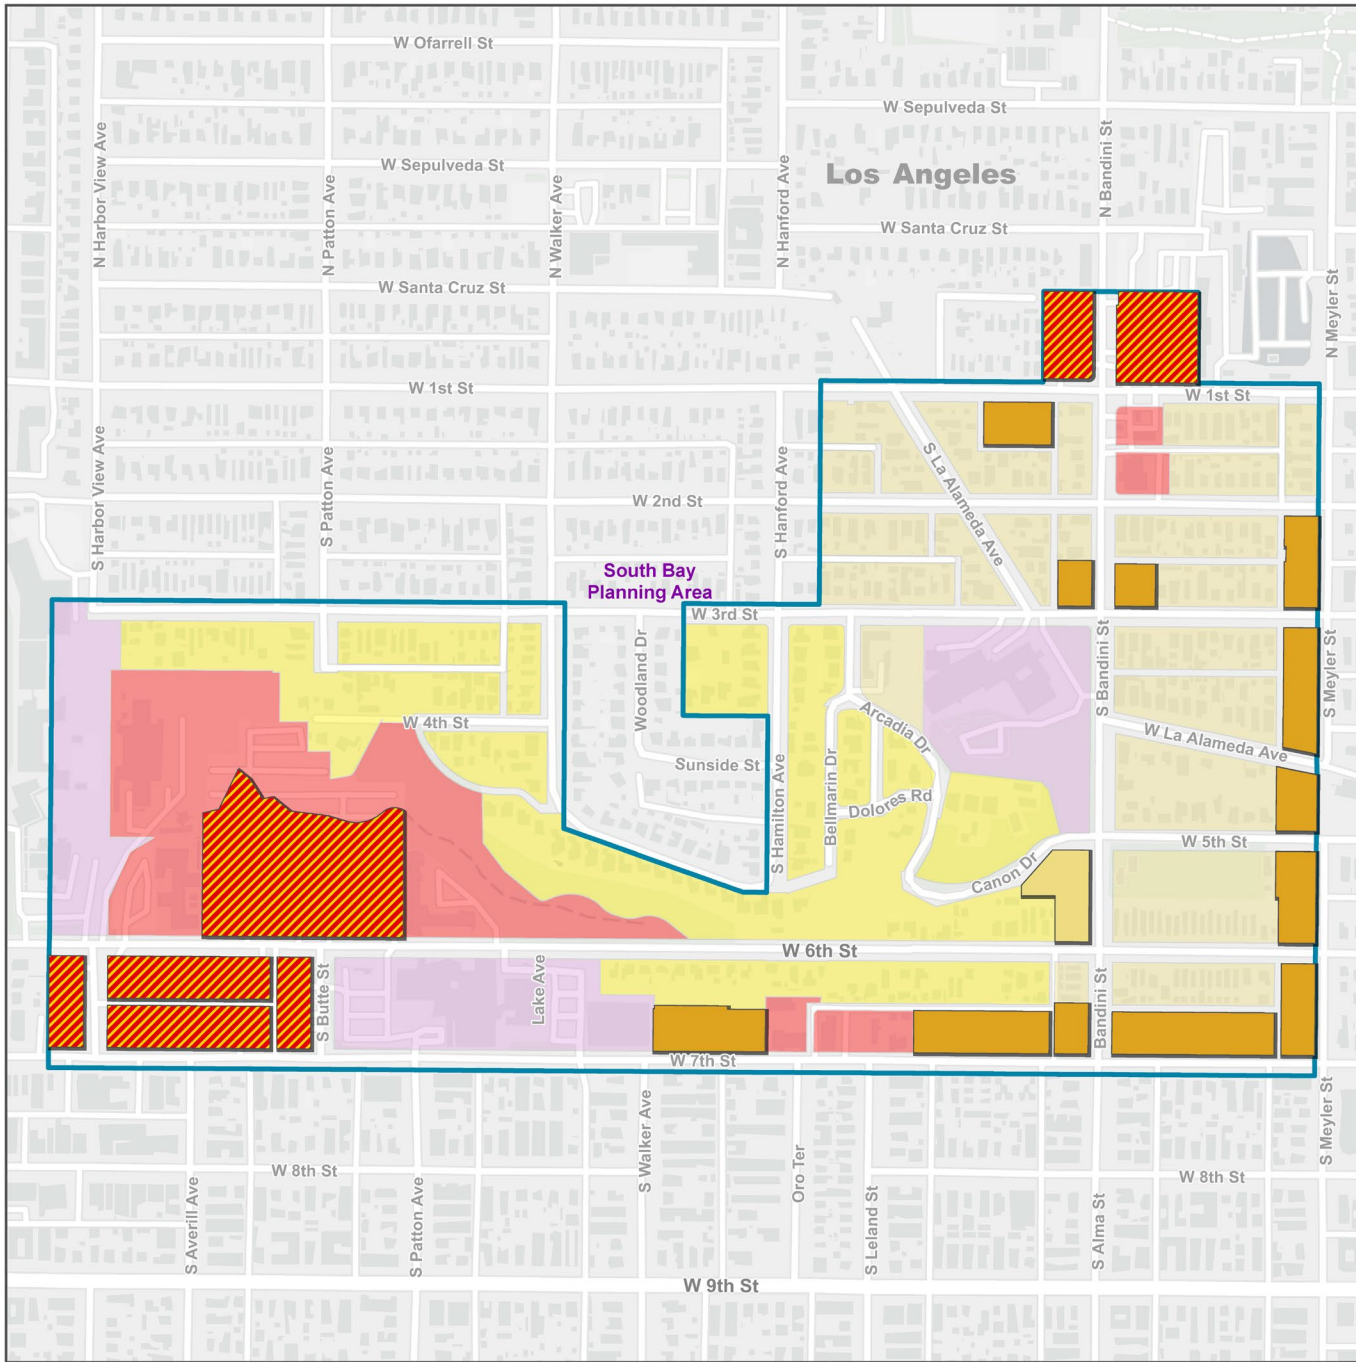 W Ofarrell St
W Sepulveda St
W Sepulveda St
Los Angeles
N Harbor View Ave
N Patton Ave
N Walker Ave
N Hanford Ave
N Bandini St
W Santa Cruz St
W Santa Cruz St
N Meyler St
W 1st St
W 1st St
S Harbor View Ave
S Patton Ave
S Hanford Ave
S La Alameda Ave
W 2nd St
South Bay
Planning Area
W 3rd St
Woodland Dr
S Bandini St
S Meyler St
W 4th St
Arcadia Dr
W La Alameda Ave
Sunside St
S Hamilton Ave
Bellmarin Dr
Dolores Rd
W 5th St
Canon Dr
W 6th St
S Butte St
Lake Ave
Bandini St
W 7th St
S Walker Ave
S Meyler St
W 8th St
Oro Ter
W 8th St
S Averill Ave
S Patton Ave
S Leland St
S Alma St
W 9th St